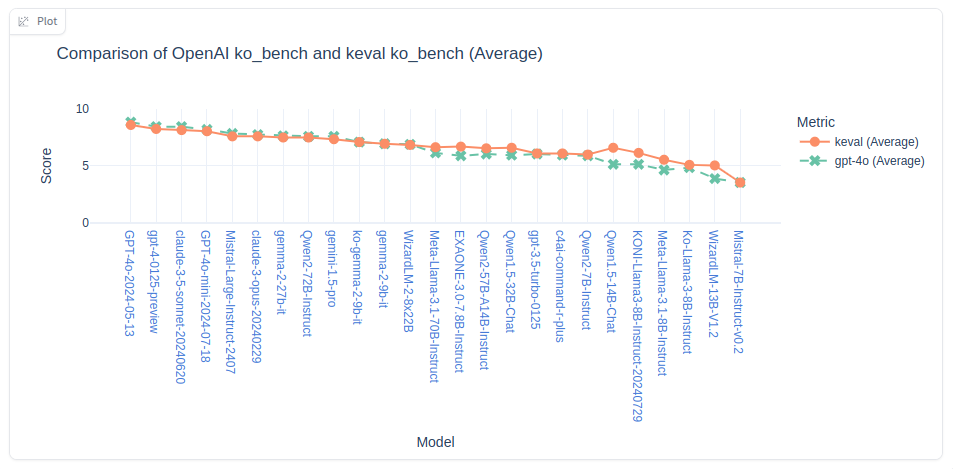 Plot
Comparison of OpenAI ko_bench and keval ko_bench (Average)
10
5
0
Score
Metric
keval (Average)
gpt-4o (Average)
GPT-4o-2024-05-13
gpt-4-0125-preview
claude-3-5-sonnet-20240620
GPT-4o-mini-2024-07-18
Mistral-Large-Instruct-2407
claude-3-opus-20240229
gemma-2-27b-it
Qwen2-72B-Instruct
gemini-1.5-pro
ko-gemma-2-9b-it
gemma-2-9b-it
WizardLM-2-8x22B
Meta-Llama-3.1-70B-Instruct
EXAONE-3.0-7.8B-Instruct
Qwen2-57B-A14B-Instruct
Qwen1.5-32B-Chat
gpt-3.5-turbo-0125
c4ai-command-r-plus
Qwen2-7B-Instruct
Qwen1.5-14B-Chat
KONI-Llama3-8B-Instruct-20240729
Meta-Llama-3.1-8B-Instruct
Ko-Llama-3-8B-Instruct
WizardLM-13B-V1.2
Mistral-7B-Instruct-v0.2
Model